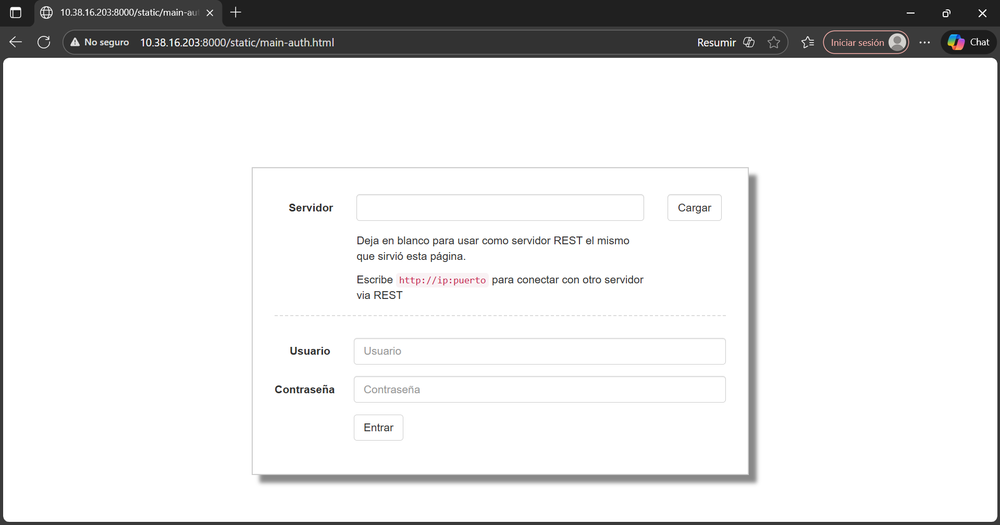 10.38.16.203:8000/static/main-aut
No seguro 10.38.16.203:8000/static/main-auth.html Resumir Iniciar sesión Chat
Servidor Cargar
Deja en blanco para usar como servidor REST el mismo
que sirvió esta página.
Escribe http://ip:puerto para conectar con otro servidor
via REST
Usuario Usuario
Contraseña Contraseña
Entrar